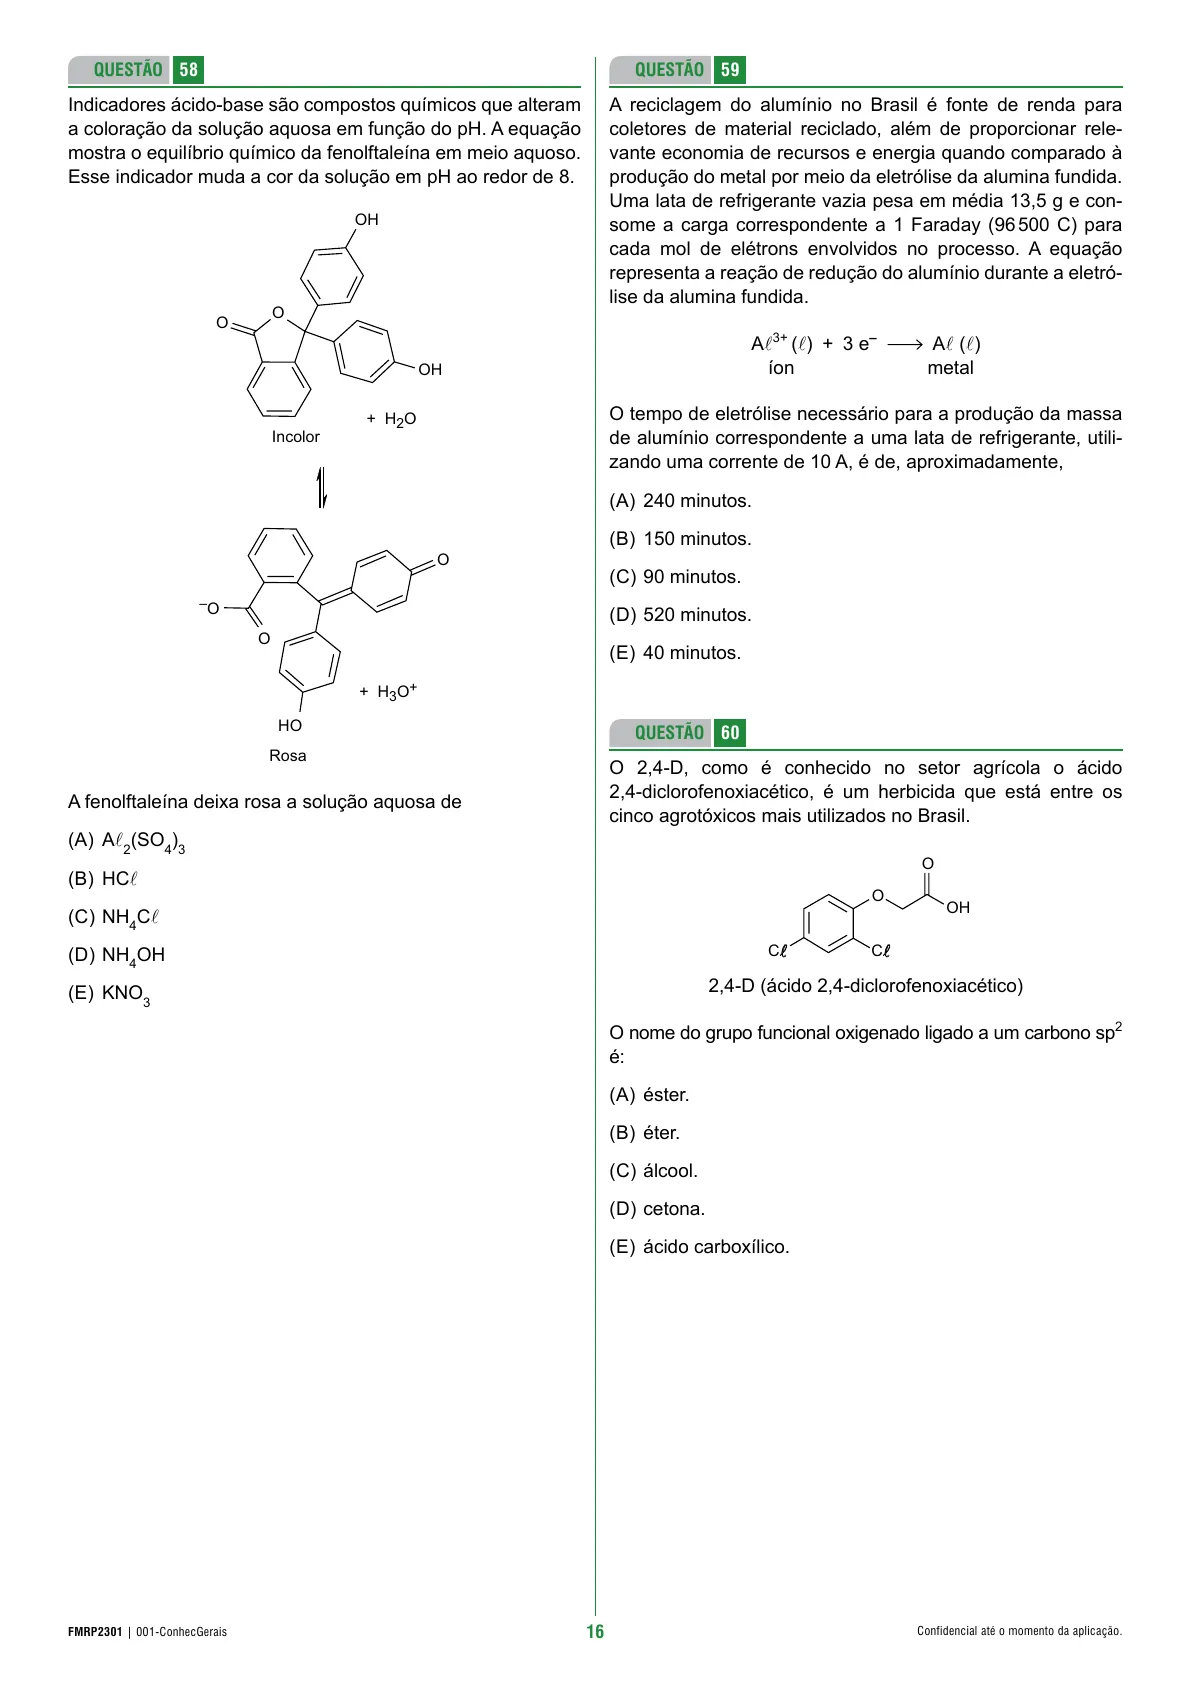 QUESTÃO 58
Indicadores ácido-base são compostos químicos que alteram
a coloração da solução aquosa em função do pH. A equação
mostra o equilíbrio químico da fenolftaleína em meio aquoso.
Esse indicador muda a cor da solução em pH ao redor de 8.
OH
O
O
OH
+ H2O
Incolor
O
–O
O
+ H3O+
HO
Rosa
A fenolftaleína deixa rosa a solução aquosa de
(A) Aℓ2(SO4)3
(B) HCℓ
(C) NH4Cℓ
(D) NH4OH
(E) KNO3
QUESTÃO 59
A reciclagem do alumínio no Brasil é fonte de renda para
coletores de material reciclado, além de proporcionar rele-
vante economia de recursos e energia quando comparado à
produção do metal por meio da eletrólise da alumina fundida.
Uma lata de refrigerante vazia pesa em média 13,5 g e con-
some a carga correspondente a 1 Faraday (96 500 C) para
cada mol de elétrons envolvidos no processo. A equação
representa a reação de redução do alumínio durante a eletró-
lise da alumina fundida.
Aℓ3+ (ℓ) + 3 e– ⟶ Aℓ (ℓ)
íon metal
O tempo de eletrólise necessário para a produção da massa
de alumínio correspondente a uma lata de refrigerante, utili-
zando uma corrente de 10 A, é de, aproximadamente,
(A) 240 minutos.
(B) 150 minutos.
(C) 90 minutos.
(D) 520 minutos.
(E) 40 minutos.
QUESTÃO 60
O 2,4-D, como é conhecido no setor agrícola o ácido
2,4-diclorofenoxiacético, é um herbicida que está entre os
cinco agrotóxicos mais utilizados no Brasil.
O
O
OH
Cℓ Cℓ
2,4-D (ácido 2,4-diclorofenoxiacético)
O nome do grupo funcional oxigenado ligado a um carbono sp2
é:
(A) éster.
(B) éter.
(C) álcool.
(D) cetona.
(E) ácido carboxílico.
FMRP2301 | 001-ConhecGerais
16
Confidencial até o momento da aplicação.